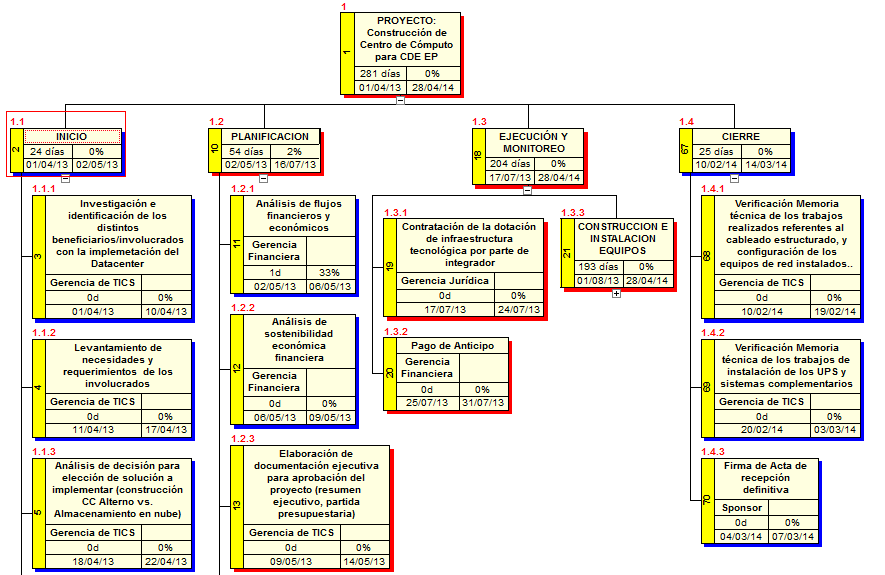 1
PROYECTO:
Construcción de
Centro de Cómputo
para CDE EP
1
281 días 0%
01/04/13 28/04/14
1.1
INICIO
2
24 días 0%
01/04/13 02/05/13
1.2
PLANIFICACION
10
54 días 2%
02/05/13 16/07/13
1.3
EJECUCIÓN Y
MONITOREO
18
204 días 0%
17/07/13 28/04/14
1.4
CIERRE
67
25 días 0%
10/02/14 14/03/14
1.1.1
Investigación e
identificación de los
distintos
beneficiarios/involucrados
con la implemetación del
Datacenter
3
Gerencia de TICS
0d 0%
01/04/13 10/04/13
1.1.2
Levantamiento de
necesidades y
requerimientos de los
involucrados
4
Gerencia de TICS
0d 0%
11/04/13 17/04/13
1.1.3
Análisis de decisión para
elección de solución a
implementar (construcción
CC Alterno vs.
Almacenamiento en nube)
5
Gerencia de TICS
0d 0%
18/04/13 22/04/13
1.2.1
Análisis de flujos
financieros y
económicos
11
Gerencia
Financiera
1d 33%
02/05/13 06/05/13
1.2.2
Análisis de
sostenibilidad
económica
financiera
12
Gerencia
Financiera
0d 0%
06/05/13 09/05/13
1.2.3
Elaboración de
documentación ejecutiva
para aprobación del
proyecto (resumen
ejecutivo, partida
presupuestaria)
13
Gerencia de TICS
0d 0%
09/05/13 14/05/13
1.3.1
Contratación de la dotación
de infraestructura
tecnológica por parte de
integrador
19
Gerencia Jurídica
0d 0%
17/07/13 24/07/13
1.3.2
Pago de Anticipo
20
Gerencia
Financiera
0d 0%
25/07/13 31/07/13
1.3.3
CONSTRUCCION E
INSTALACION
EQUIPOS
21
193 días 0%
01/08/13 28/04/14
1.4.1
Verificación Memoria
técnica de los trabajos
realizados referentes al
cableado estructurado, y
configuración de los
equipos de red instalados..
68
Gerencia de TICS
0d 0%
10/02/14 19/02/14
1.4.2
Verificación Memoria
técnica de los trabajos de
instalación de los UPS y
sistemas complementarios
69
Gerencia de TICS
0d 0%
20/02/14 03/03/14
1.4.3
Firma de Acta de
recepción
definitiva
70
Sponsor
0d 0%
04/03/14 07/03/14